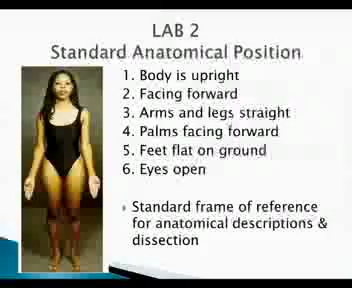 LAB 2
Standard Anatomical Position
1. Body is upright
2. Facing forward
3. Arms and legs straight
4. Palms facing forward
5. Feet flat on ground
6. Eyes open
Standard frame of reference
for anatomical descriptions &
dissection